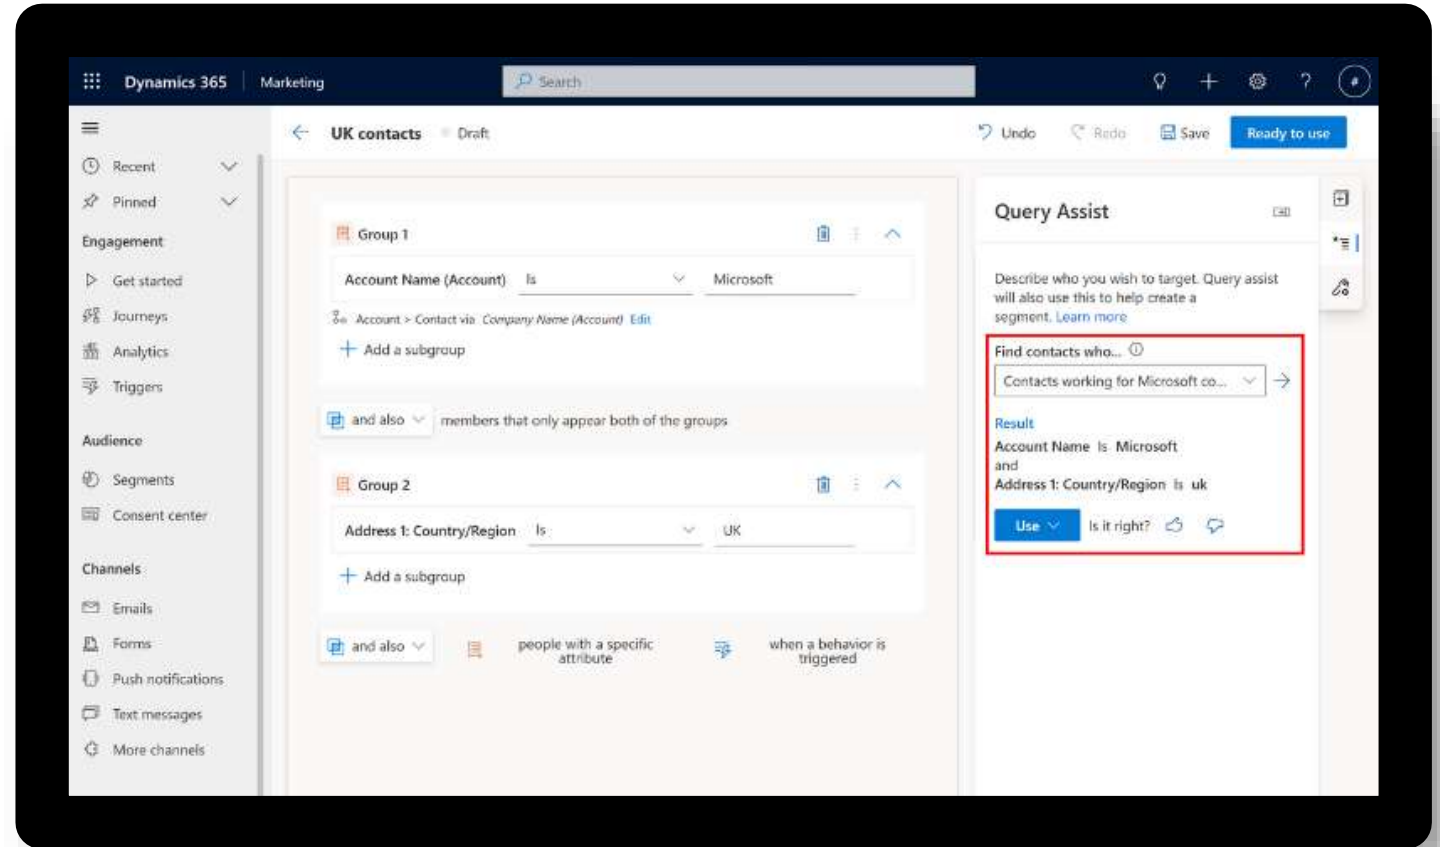 Dynamics 365 Marketing Search ?
UK contacts Draft Undo Redo Save Ready to use
Recent
Pinned
Engagement
Get started
Journeys
Analytics
Triggers
Audience
Segments
Consent center
Channels
Emails
Forms
Push notifications
Text messages
More channels
Group 1
Account Name (Account) Is Microsoft
Account > Contact via Company Name (Account) Edit
+ Add a subgroup
and also members that only appear both of the groups
Group 2
Address 1: Country/Region Is UK
+ Add a subgroup
and also people with a specific
attribute
when a behavior is
triggered
Query Assist
Describe who you wish to target. Query assist
will also use this to help create a
segment. Learn more
Find contacts who...
Contacts working for Microsoft co...
Result
Account Name Is Microsoft
and
Address 1: Country/Region Is uk
Use Is it right?